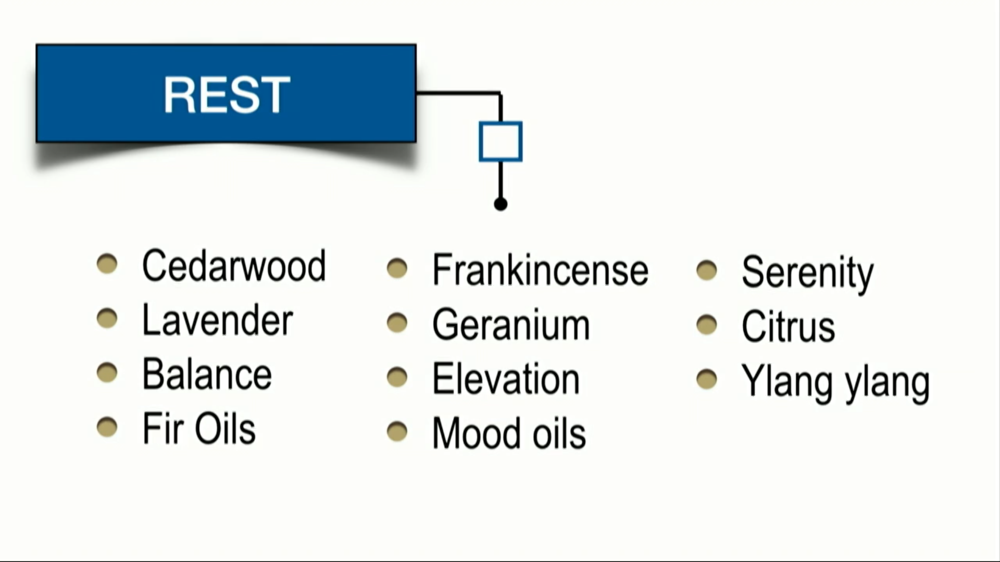 REST
Cedarwood
Lavender
Balance
Fir Oils
Frankincense
Geranium
Elevation
Mood oils
Serenity
Citrus
Ylang ylang